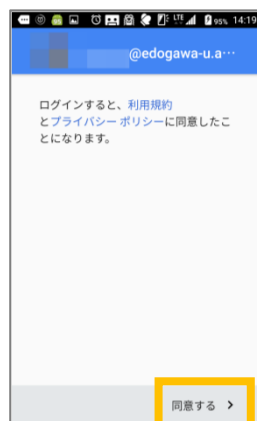 LTE 95% 14:19
@edogawa-u.a…
ログインすると、利用規約
とプライバシー ポリシーに同意したこ
とになります。
同意する >